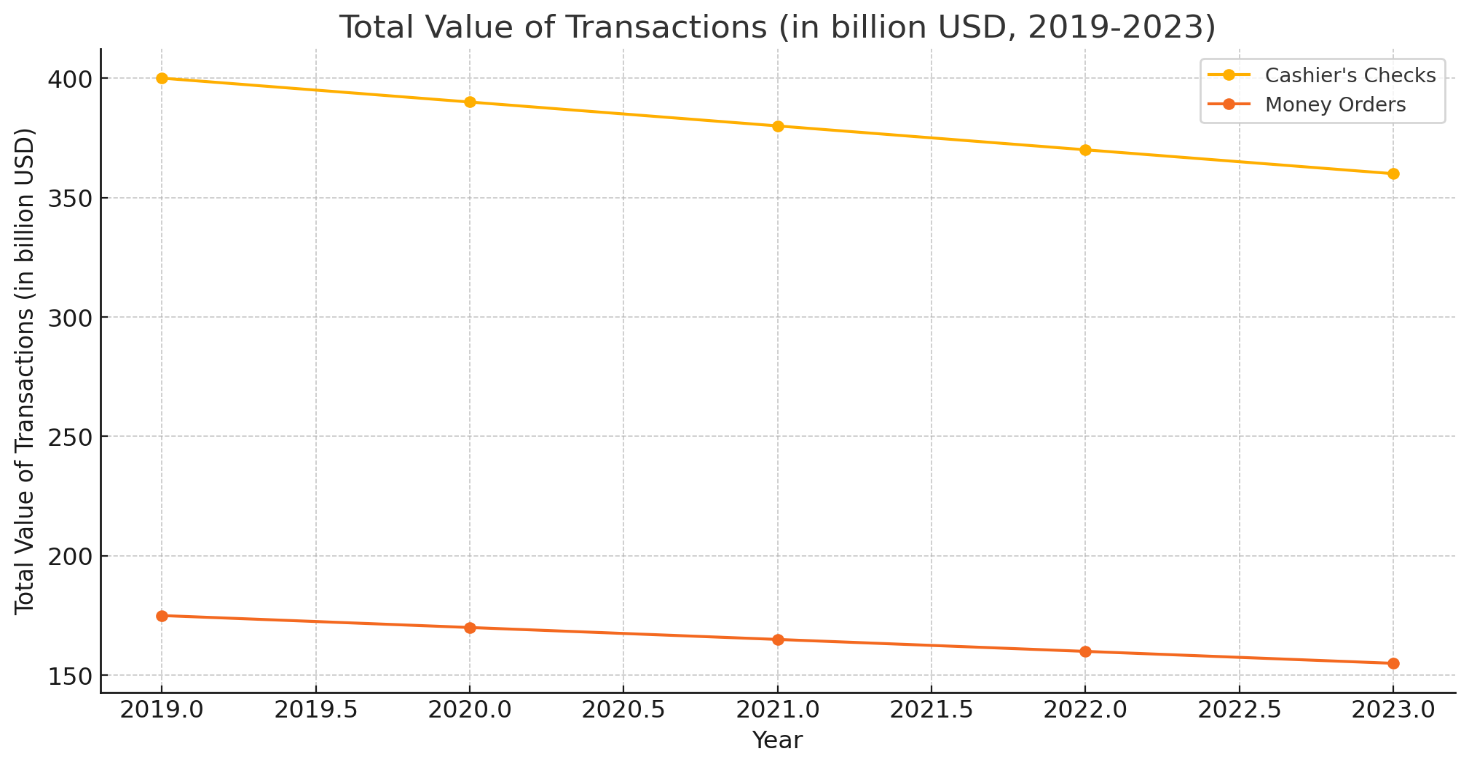 Total Value of Transactions (in billion USD, 2019-2023)
Cashier's Checks
Money Orders
Total Value of Transactions (in billion USD)
400
350
300
250
200
150
2019.0 2019.5 2020.0 2020.5 2021.0 2021.5 2022.0 2022.5 2023.0
Year